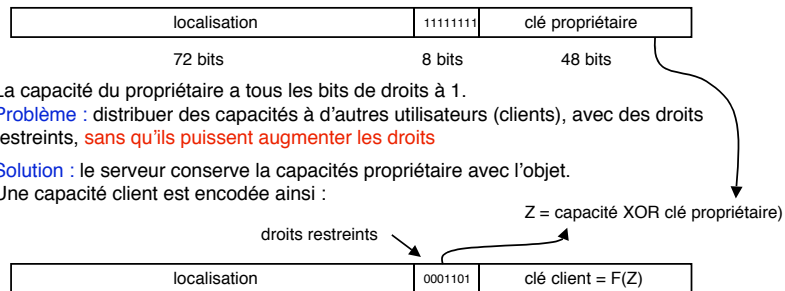 localisation 11111111 clé propriétaire
72 bits 8 bits 48 bits
La capacité du propriétaire a tous les bits de droits à 1.
Problème : distribuer des capacités à d'autres utilisateurs (clients), avec des droits
restreints, sans qu'ils puissent augmenter les droits
Solution : le serveur conserve la capacités propriétaire avec l'objet.
Une capacité client est encodée ainsi :
Z = capacité XOR clé propriétaire)
droits restreints
localisation 0001101 clé client = F(Z)